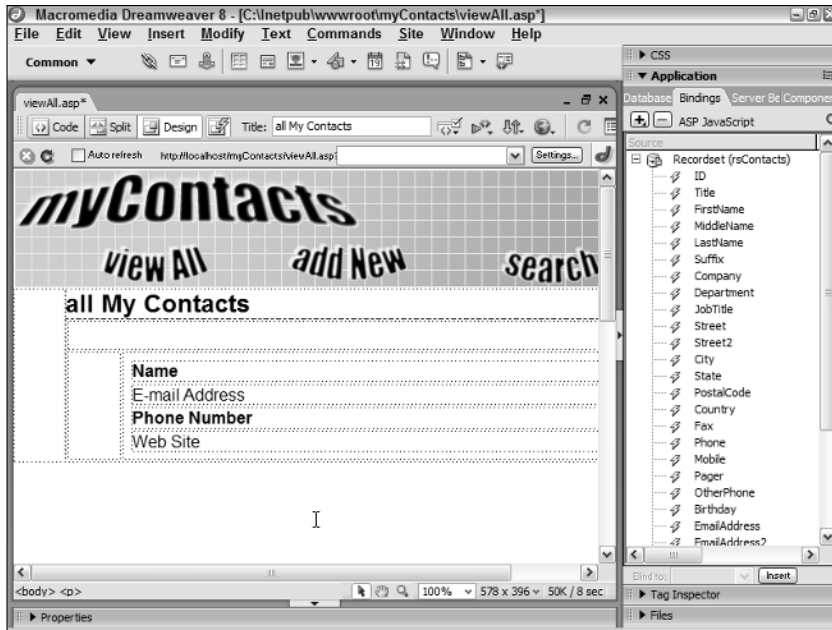 Macromedia Dreamweaver 8 - [C:\Inetpub\wwwroot\myContacts\viewAll.asp*]
File Edit View Insert Modify Text Commands Site Window Help
Common
viewAll.asp*
Code Split Design Title: all My Contacts
Auto refresh http://localhost/myContacts/viewAll.asp?
Settings...
myContacts
view All add New search
all My Contacts
Name
E-mail Address
Phone Number
Web Site
<body> <p>
100% 578 x 396 50K / 8 sec
Properties
CSS
Application
Database Bindings Server Be Componen
ASP JavaScript
Source
Recordset (rsContacts)
ID
Title
FirstName
MiddleName
LastName
Suffix
Company
Department
JobTitle
Street
Street2
City
State
PostalCode
Country
Fax
Phone
Mobile
Pager
OtherPhone
Birthday
EmailAddress
EmailAddress2
Bind to: Insert
Tag Inspector
Files